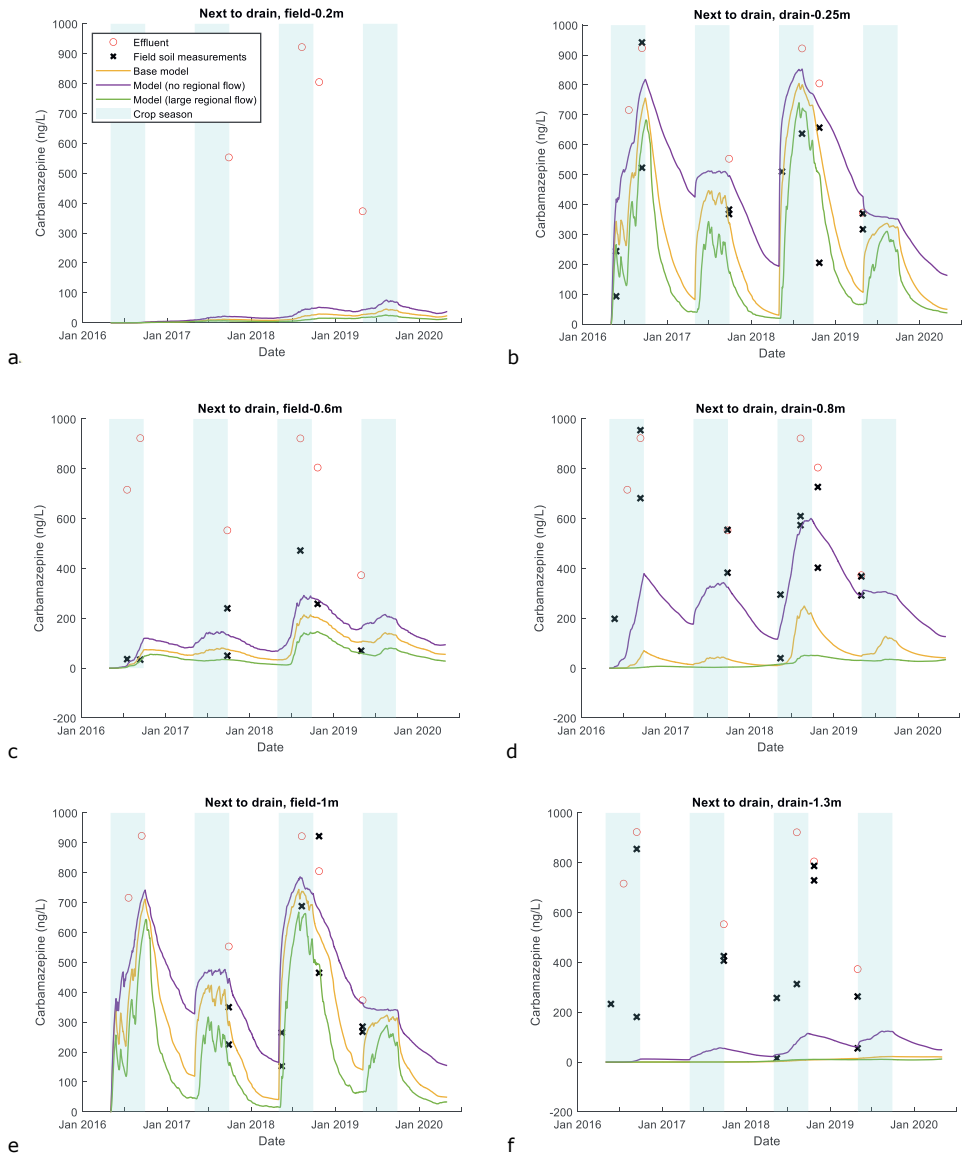 Next to drain, field-0.2m
1000
900
800
700
600
500
400
300
200
100
0
Carbamazepine (ng/L)
Effluent
Field soil measurements
Base model
Model (no regional flow)
Model (large regional flow)
Crop season
Jan 2016 Jan 2017 Jan 2018 Jan 2019 Jan 2020
Date
a.
Next to drain, drain-0.25m
1000
900
800
700
600
500
400
300
200
100
0
Carbamazepine (ng/L)
Jan 2016 Jan 2017 Jan 2018 Jan 2019 Jan 2020
Date
b
Next to drain, field-0.6m
1000
800
600
400
200
0
-200
Carbamazepine (ng/L)
Jan 2016 Jan 2017 Jan 2018 Jan 2019 Jan 2020
Date
c
Next to drain, drain-0.8m
1000
800
600
400
200
0
-200
Carbamazepine (ng/L)
Jan 2016 Jan 2017 Jan 2018 Jan 2019 Jan 2020
Date
d
Next to drain, field-1m
1000
900
800
700
600
500
400
300
200
100
0
Carbamazepine (ng/L)
Jan 2016 Jan 2017 Jan 2018 Jan 2019 Jan 2020
Date
e
Next to drain, drain-1.3m
1000
800
600
400
200
0
-200
Carbamazepine (ng/L)
Jan 2016 Jan 2017 Jan 2018 Jan 2019 Jan 2020
Date
f